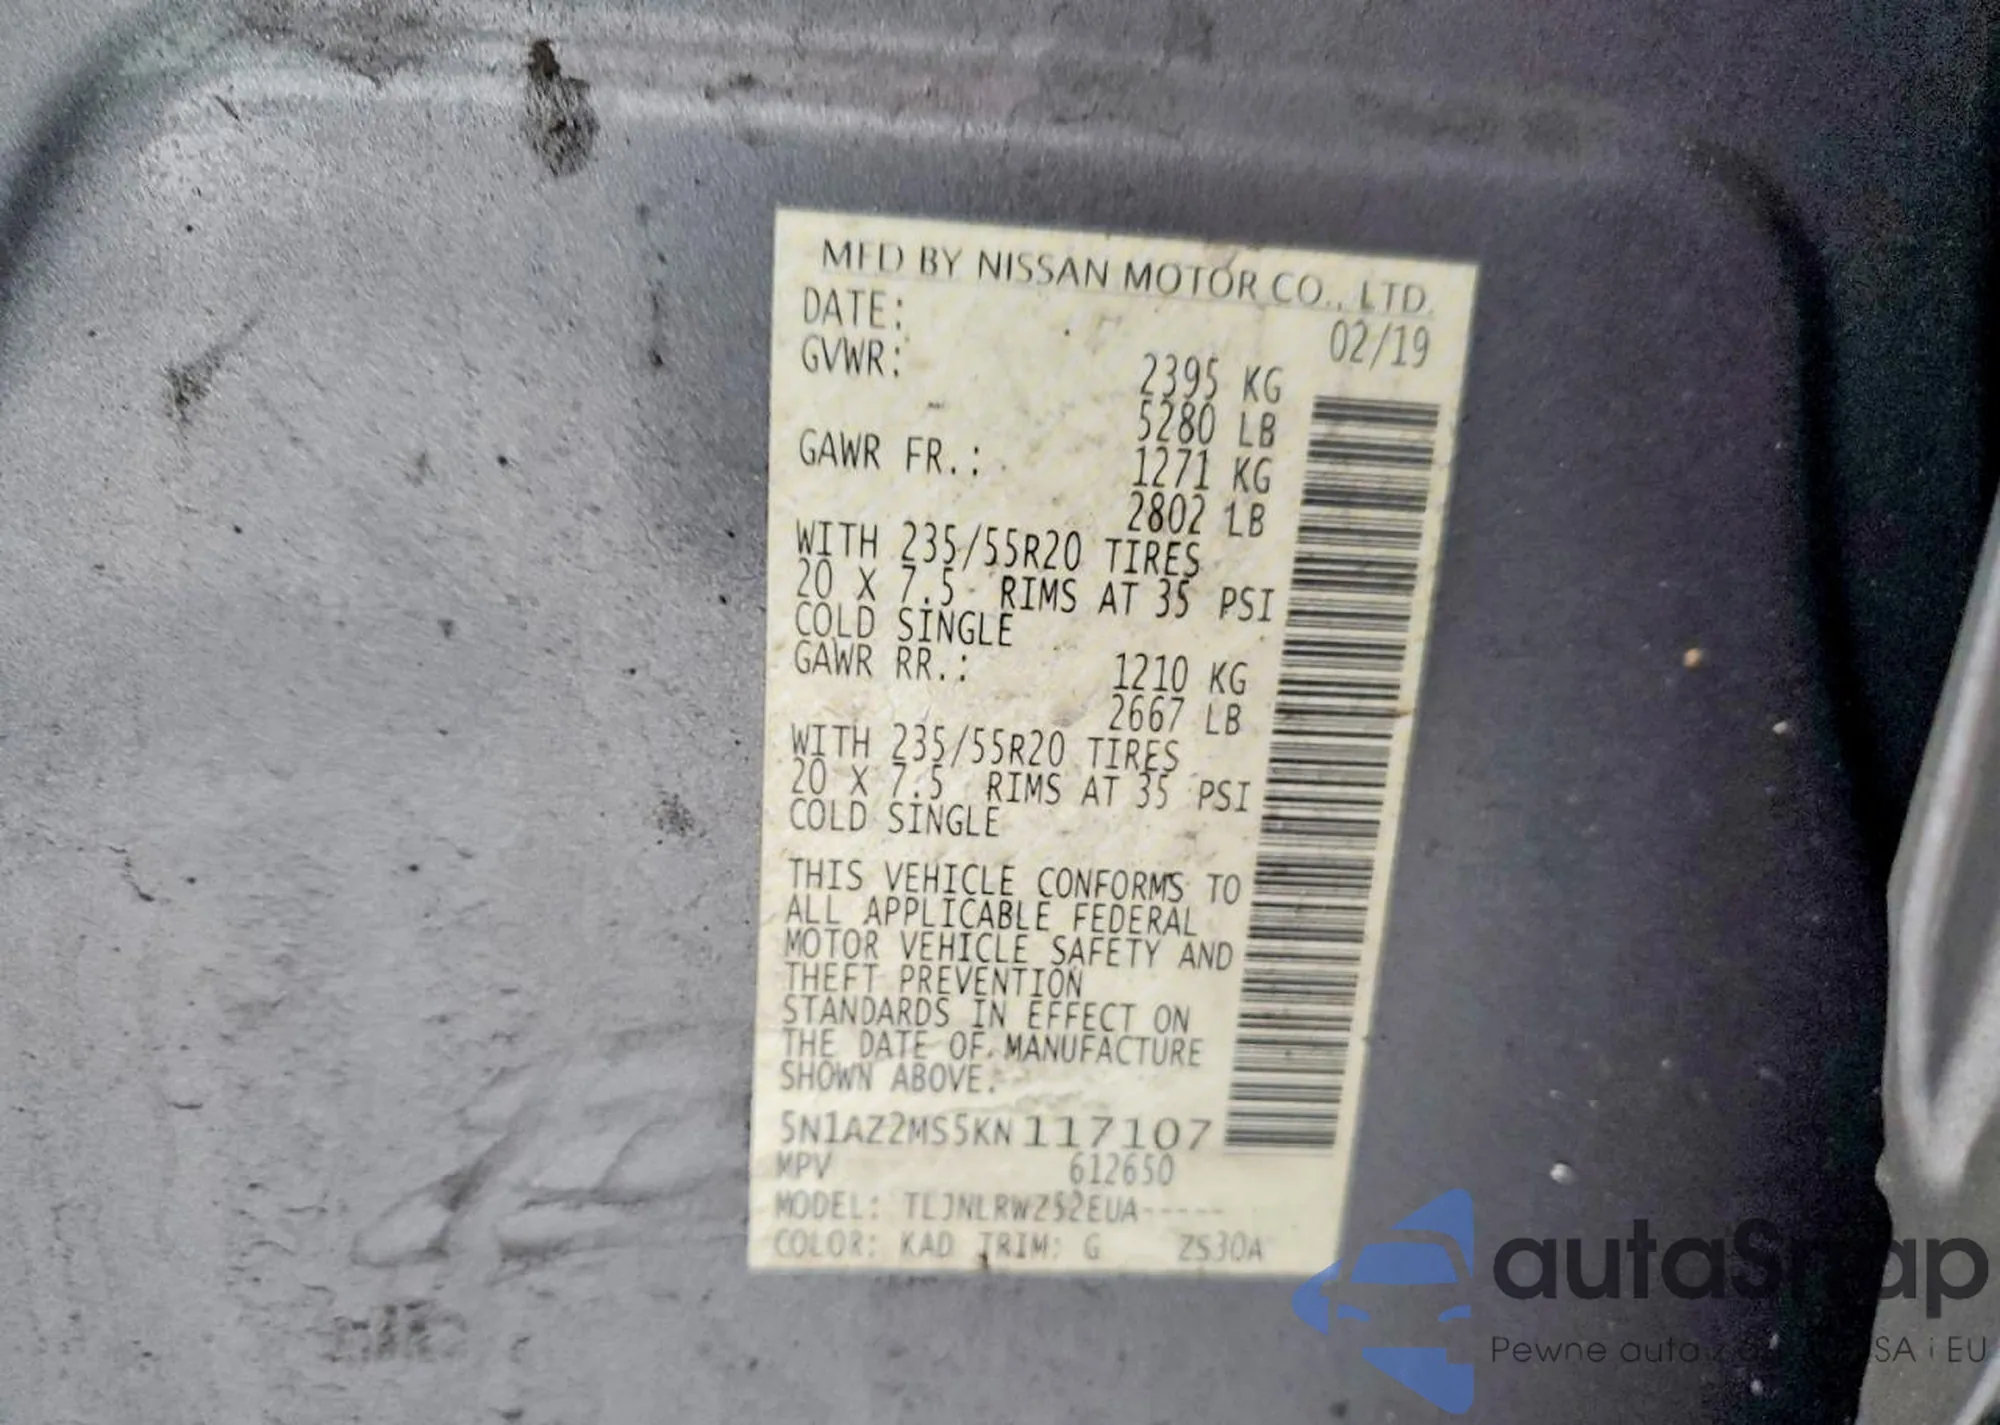 MFD BY NISSAN MOTOR CO., LTD.
DATE: 02/19
GVWR: 2395 KG
5280 LB
GAWR FR.: 1271 KG
2802 LB
WITH 235/55R20 TIRES
20 X 7.5 RIMS AT 35 PSI
COLD SINGLE
GAWR RR.: 1210 KG
2667 LB
WITH 235/55R20 TIRES
20 X 7.5 RIMS AT 35 PSI
COLD SINGLE
THIS VEHICLE CONFORMS TO
ALL APPLICABLE FEDERAL
MOTOR VEHICLE SAFETY AND
THEFT PREVENTION
STANDARDS IN EFFECT ON
THE DATE OF MANUFACTURE
SHOWN ABOVE.
5N1AZ2MS5KN117107
MPV 612650
MODEL: TLJNLRWZ52EUA-----
COLOR: KAD TRIM: G ZS30A
autaSnap
Pewne auta z USA i EU